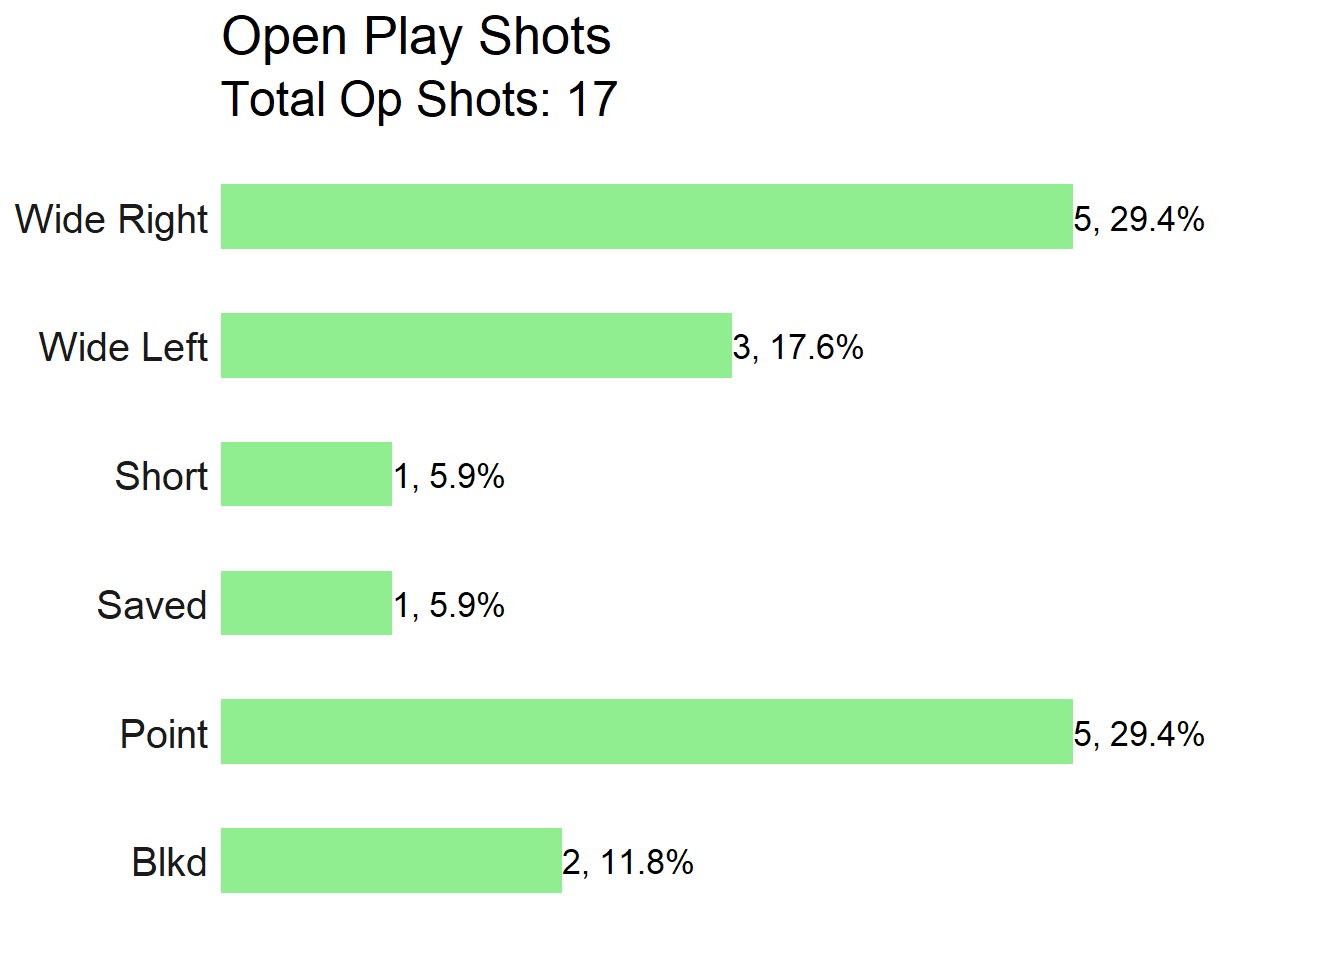 Open Play Shots
Total Op Shots: 17
Wide Right 5, 29.4%
Wide Left 3, 17.6%
Short 1, 5.9%
Saved 1, 5.9%
Point 5, 29.4%
Blkd 2, 11.8%